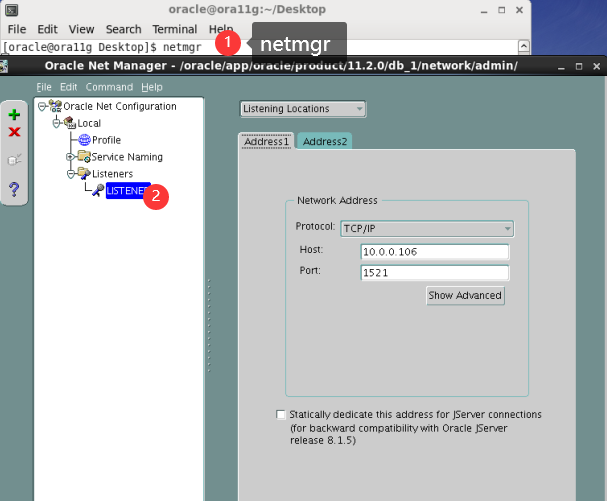 oracle@ora11g:~/Desktop
File Edit View Search Terminal Help
[oracle@ora11g Desktop]$ netmgr
1
netmgr
Oracle Net Manager - /oracle/app/oracle/product/11.2.0/db_1/network/admin/
File Edit Command Help
Oracle Net Configuration
Local
Profile
Service Naming
Listeners
LISTENER
2
Listening Locations
Address1
Address2
Network Address
Protocol: TCP/IP
Host: 10.0.0.106
Port: 1521
Show Advanced
Statically dedicate this address for JServer connections
(for backward compatibility with Oracle JServer
release 8.1.5)